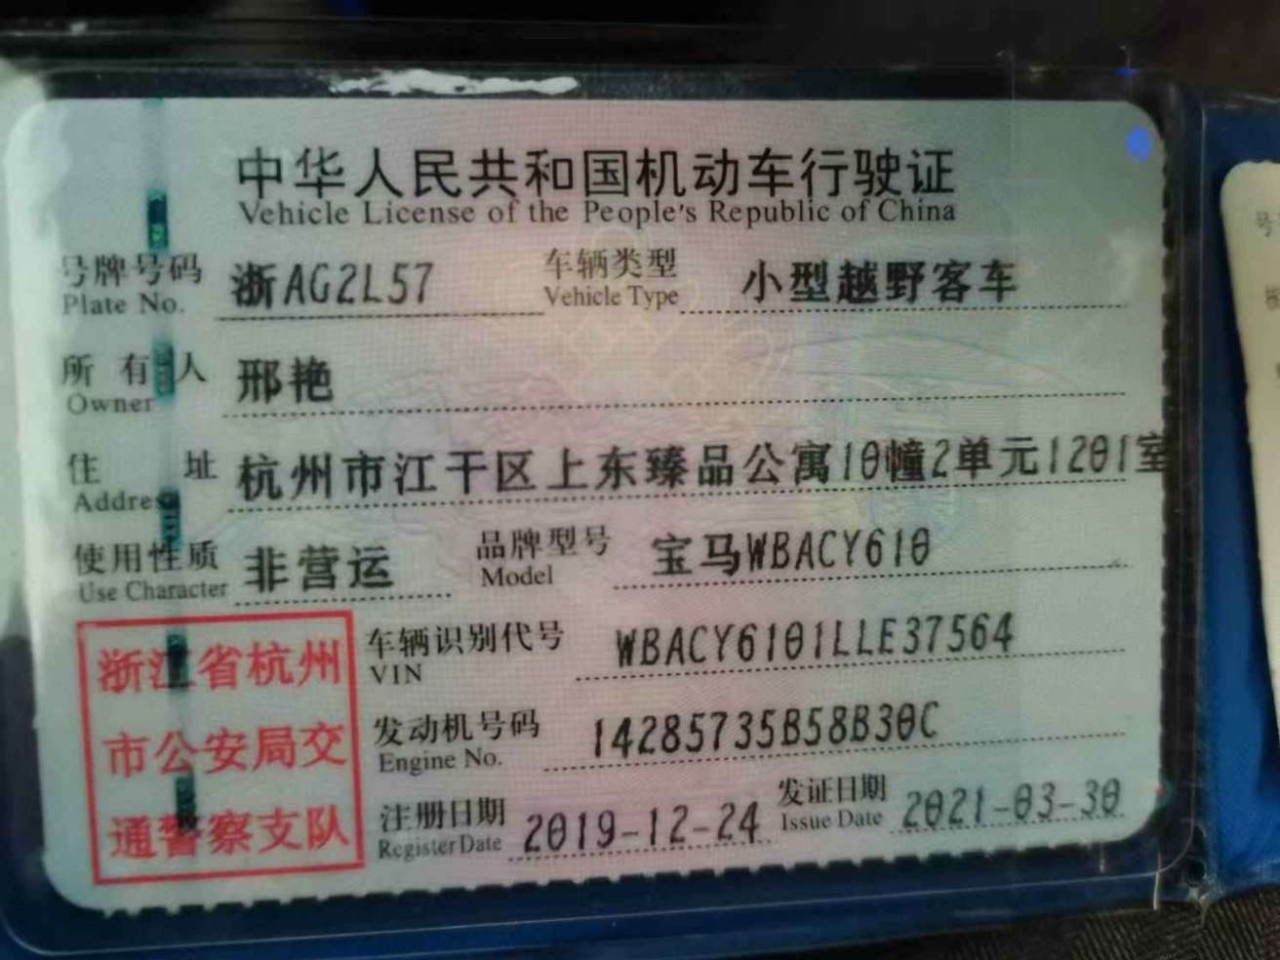 中华人民共和国机动车行驶证
Vehicle License of the People's Republic of China
号牌号码 浙AG2L57 车辆类型 小型越野客车
Plate No. Vehicle Type
所有人 邢艳
Owner
住址 杭州市江干区上东臻品公寓10幢2单元1201室
Address
使用性质 非营运 品牌型号 宝马WBACY610
Use Character Model
车辆识别代号 WBACY6101LLE37564
VIN
发动机号码 14285735B58B30C
Engine No.
注册日期 2019-12-24 发证日期 2021-03-30
Register Date Issue Date
浙江省杭州
市公安局交
通警察支队
号